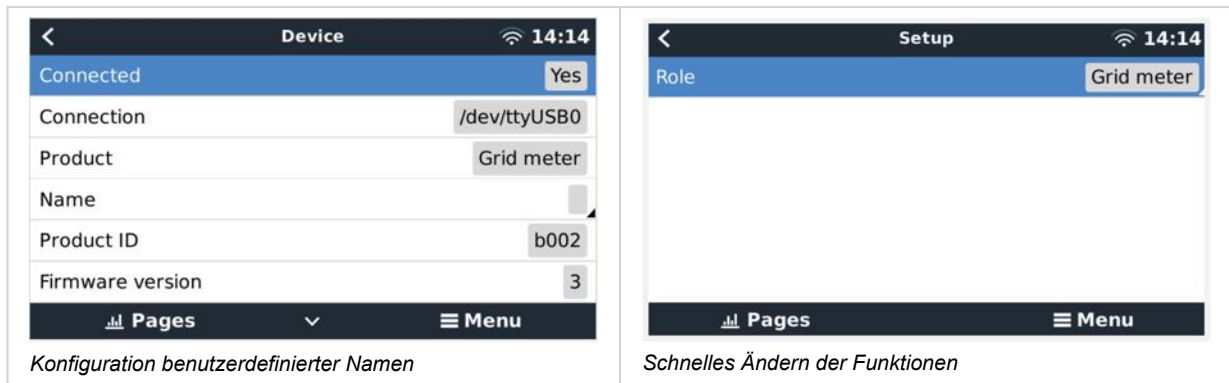 Device 14:14
Connected Yes
Connection /dev/ttyUSB0
Product Grid meter
Name
Product ID b002
Firmware version 3
Pages Menu
Konfiguration benutzerdefinierter Namen
Setup 14:14
Role Grid meter
Pages Menu
Schnelles Ändern der Funktionen